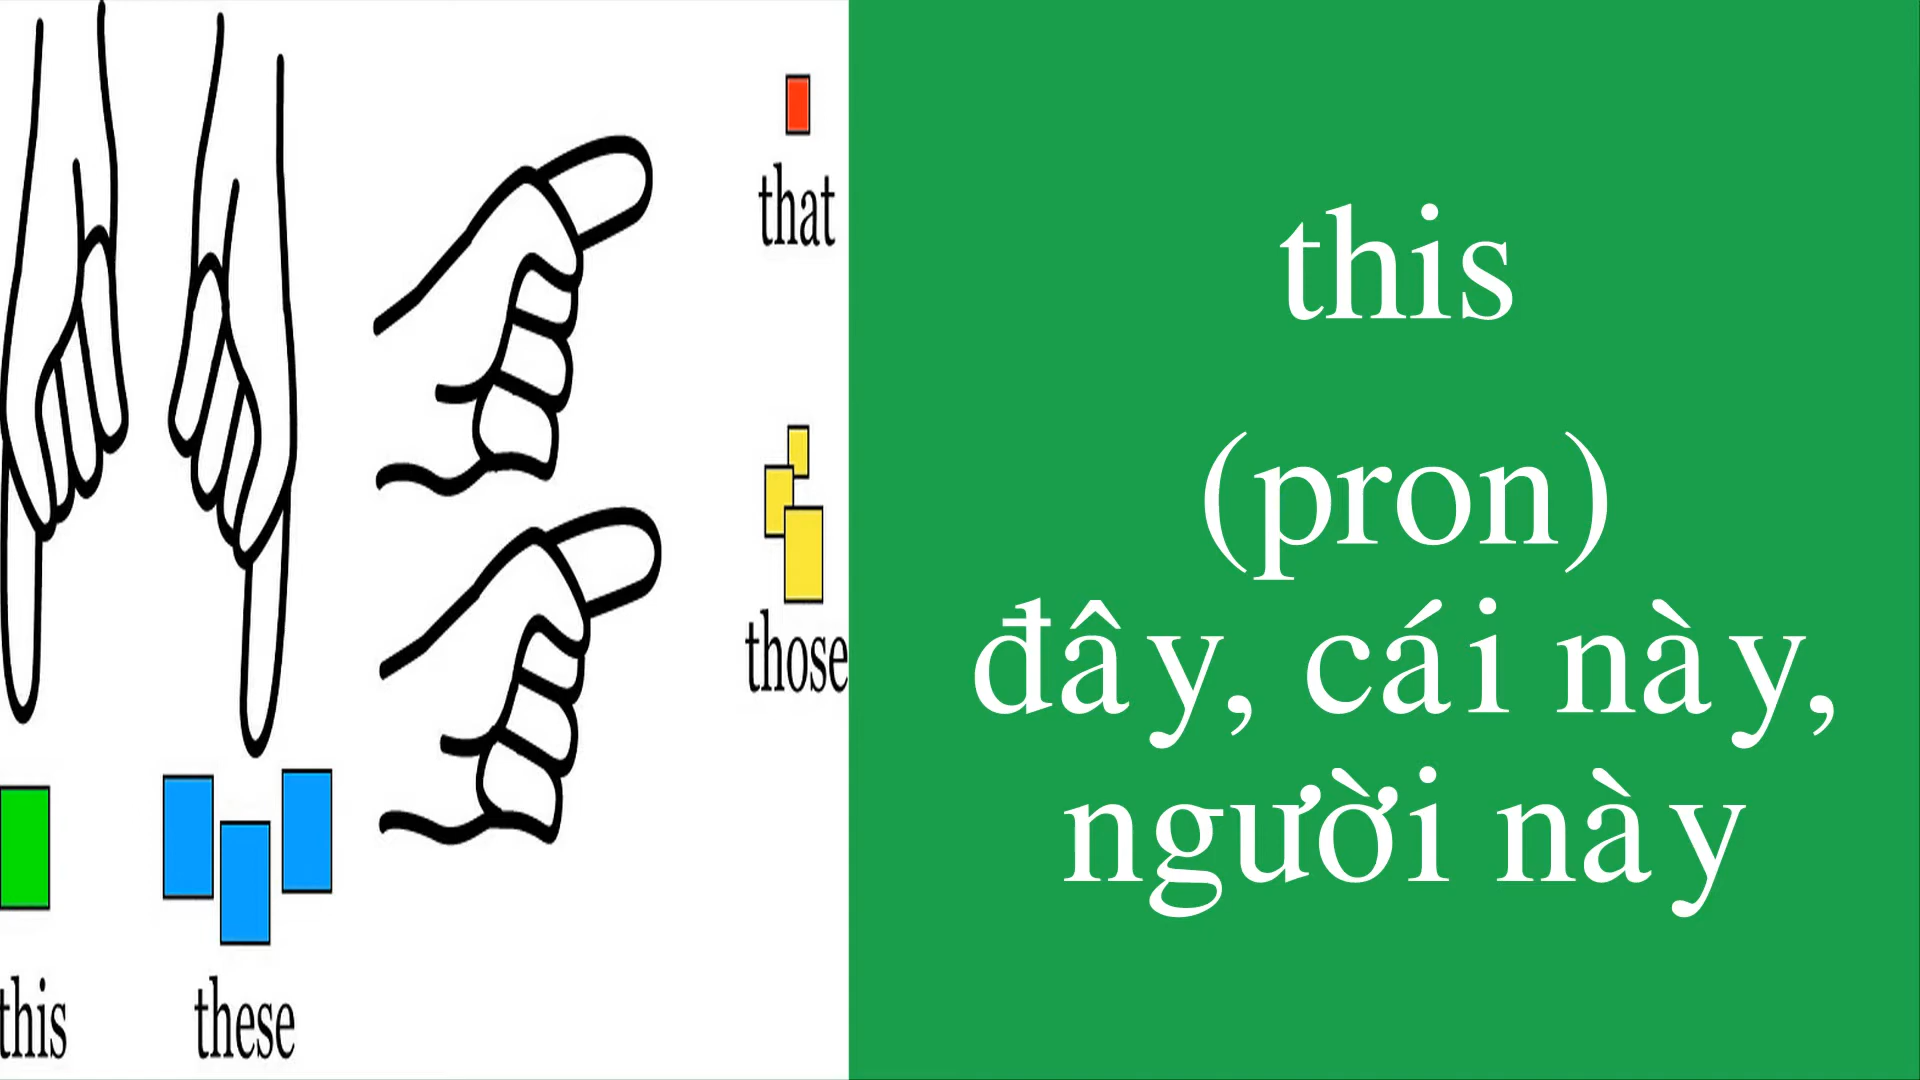 that
those
this
these
this
(pron)
đây, cái này,
người này